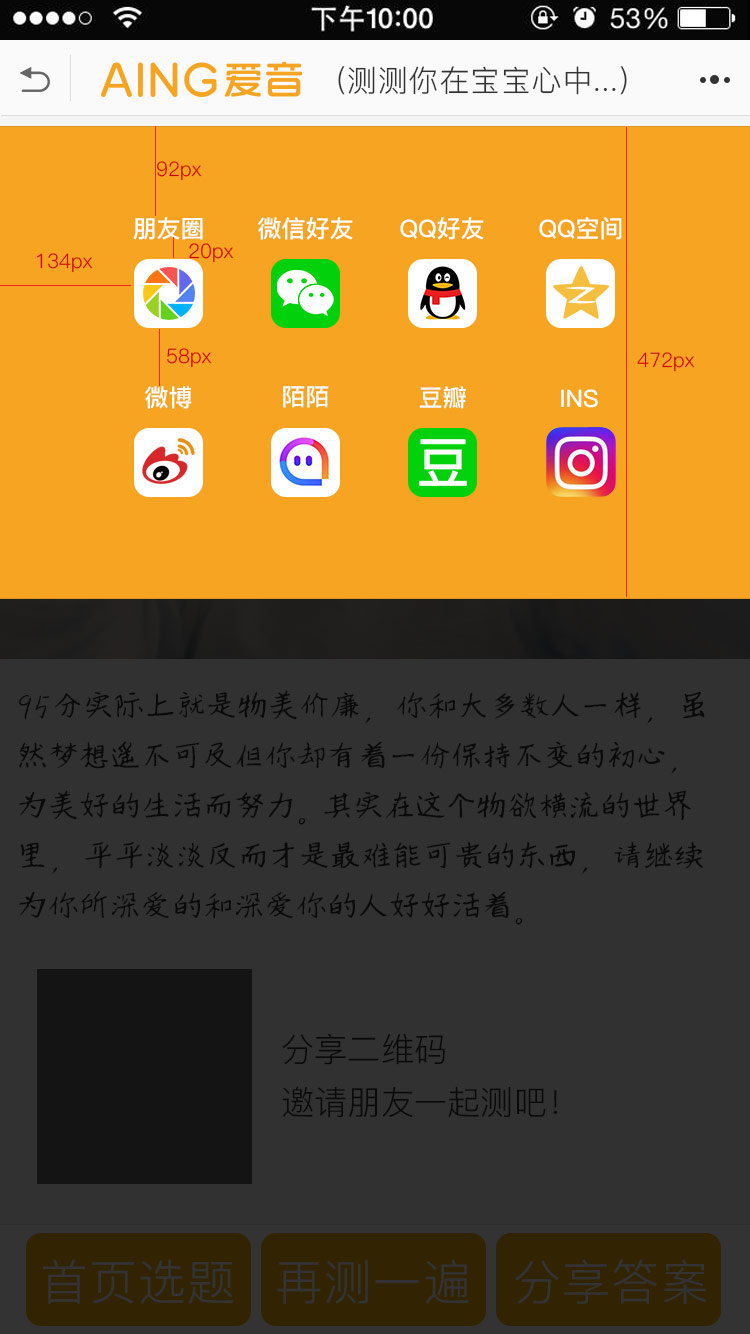 下午10:00 53%
AING爱音 (测测你在宝宝心中...)
92px
朋友圈 微信好友 QQ好友 QQ空间
20px
134px
58px
472px
微博 陌陌 豆瓣 INS
豆
95分实际上就是物美价廉，你和大多数人一样，虽
然梦想遥不可及但你却有着一份保持不变的初心，
为美好的生活而努力。其实在这个物欲横流的世界
里，平平淡淡反而才是最难能可贵的东西，请继续
为你所深爱的和深爱你的人好好活着。
分享二维码
邀请朋友一起测吧！
首页选题 再测一遍 分享答案